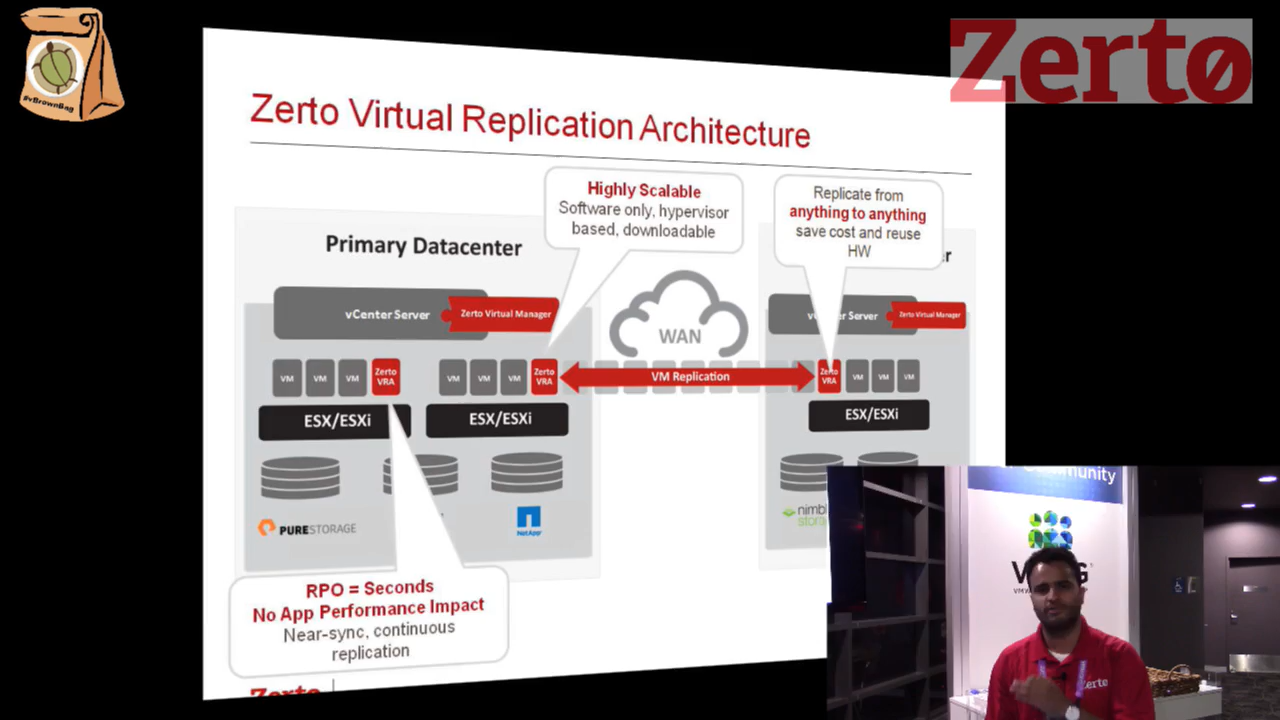 #vBrownBag
Zertø
Zerto Virtual Replication Architecture
Highly Scalable
Software only, hypervisor
based, downloadable
Replicate from
anything to anything
save cost and reuse
HW
Primary Datacenter
r
vCenter Server
Zerto Virtual Manager
WAN
Server
Zerto Virtual Manager
VM
VM
VM
Zerto
VRA
VM
VM
VM
Zerto
VRA
VM Replication
Zerto
VRA
VM
VM
VM
ESX/ESXi
ESX/ESXi
ESX/ESXi
PURESTORAGE
NetApp
nimbl
RPO = Seconds
No App Performance Impact
Near-sync, continuous
replication
Zerto
Zerto